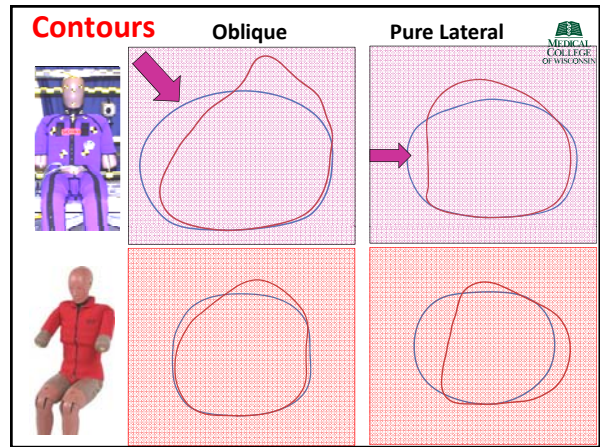 Contours
Oblique
Pure Lateral
MEDICAL
COLLEGE
OF WISCONSIN